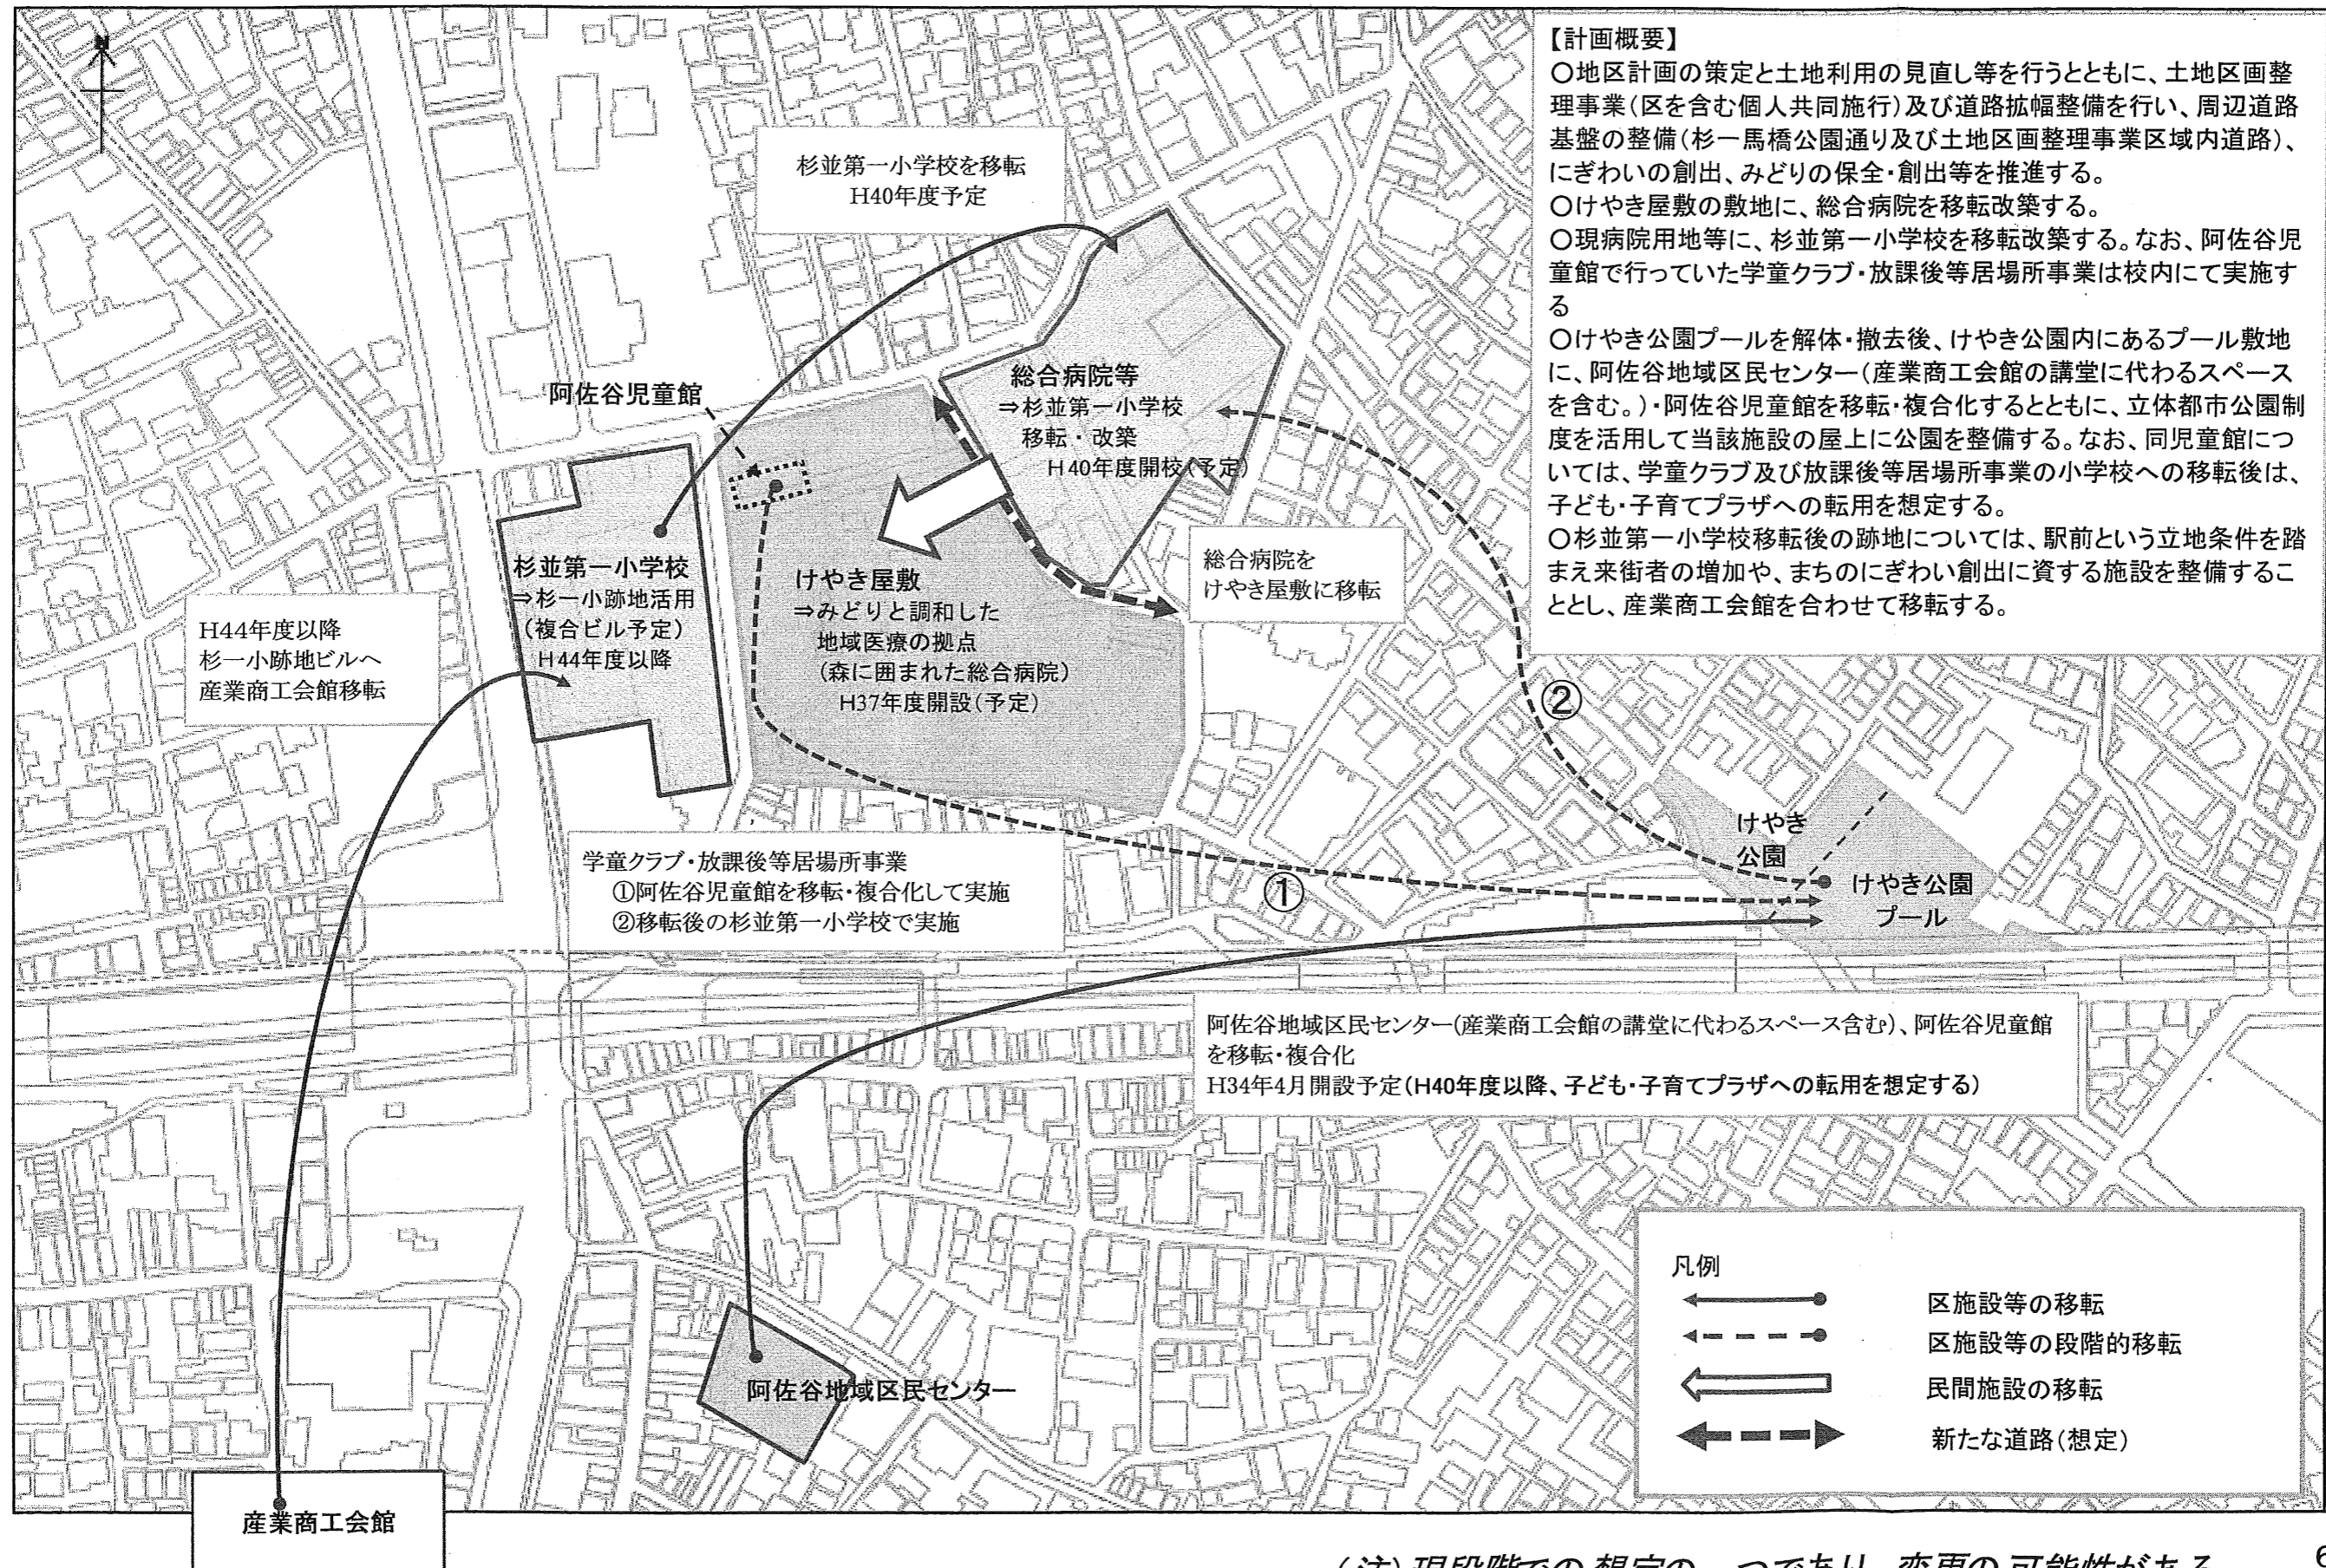 N
【計画概要】
○地区計画の策定と土地利用の見直し等を行うとともに、土地区画整
理事業(区を含む個人共同施行)及び道路拡幅整備を行い、周辺道路
基盤の整備(杉一馬橋公園通り及び土地区画整理事業区域内道路)、
にぎわいの創出、みどりの保全・創出等を推進する。
○けやき屋敷の敷地に、総合病院を移転改築する。
○現病院用地等に、杉並第一小学校を移転改築する。なお、阿佐谷児
童館で行っていた学童クラブ・放課後等居場所事業は校内にて実施す
る
○けやき公園プールを解体・撤去後、けやき公園内にあるプール敷地
に、阿佐谷地域区民センター(産業商工会館の講堂に代わるスペース
を含む。)・阿佐谷児童館を移転・複合化するとともに、立体都市公園制
度を活用して当該施設の屋上に公園を整備する。なお、同児童館につ
いては、学童クラブ及び放課後等居場所事業の小学校への移転後は、
子ども・子育てプラザへの転用を想定する。
○杉並第一小学校移転後の跡地については、駅前という立地条件を踏
まえ来街者の増加や、まちのにぎわい創出に資する施設を整備するこ
ととし、産業商工会館を合わせて移転する。
杉並第一小学校を移転
H40年度予定
阿佐谷児童館
総合病院等
⇒杉並第一小学校
移転・改築
H40年度開校(予定)
杉並第一小学校
⇒杉一小跡地活用
(複合ビル予定)
H44年度以降
けやき屋敷
⇒みどりと調和した
地域医療の拠点
(森に囲まれた総合病院)
H37年度開設(予定)
総合病院を
けやき屋敷に移転
H44年度以降
杉一小跡地ビルへ
産業商工会館移転
②
けやき
公園
けやき公園
プール
学童クラブ・放課後等居場所事業
①阿佐谷児童館を移転・複合化して実施
②移転後の杉並第一小学校で実施
①
阿佐谷地域区民センター(産業商工会館の講堂に代わるスペース含む)、阿佐谷児童館
を移転・複合化
H34年4月開設予定(H40年度以降、子ども・子育てプラザへの転用を想定する)
阿佐谷地域区民センター
凡例
区施設等の移転
区施設等の段階的移転
民間施設の移転
新たな道路(想定)
産業商工会館
(注)現段階での想定の一つであり、変更の可能性がある
6